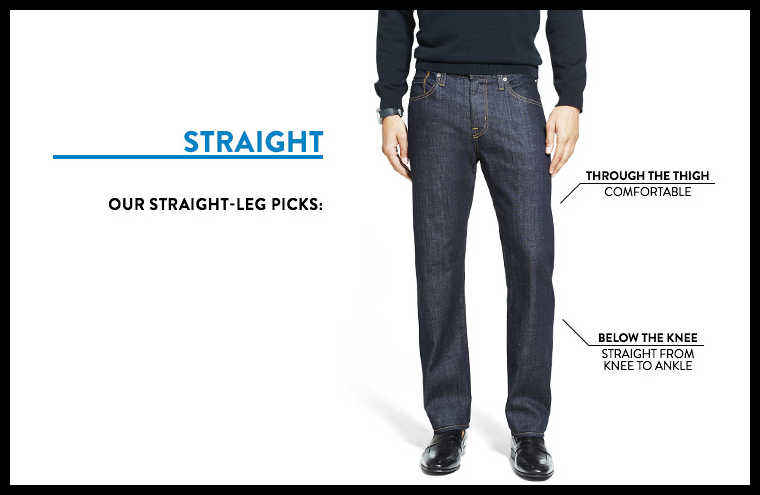 STRAIGHT
OUR STRAIGHT-LEG PICKS:
THROUGH THE THIGH
COMFORTABLE
BELOW THE KNEE
STRAIGHT FROM
KNEE TO ANKLE